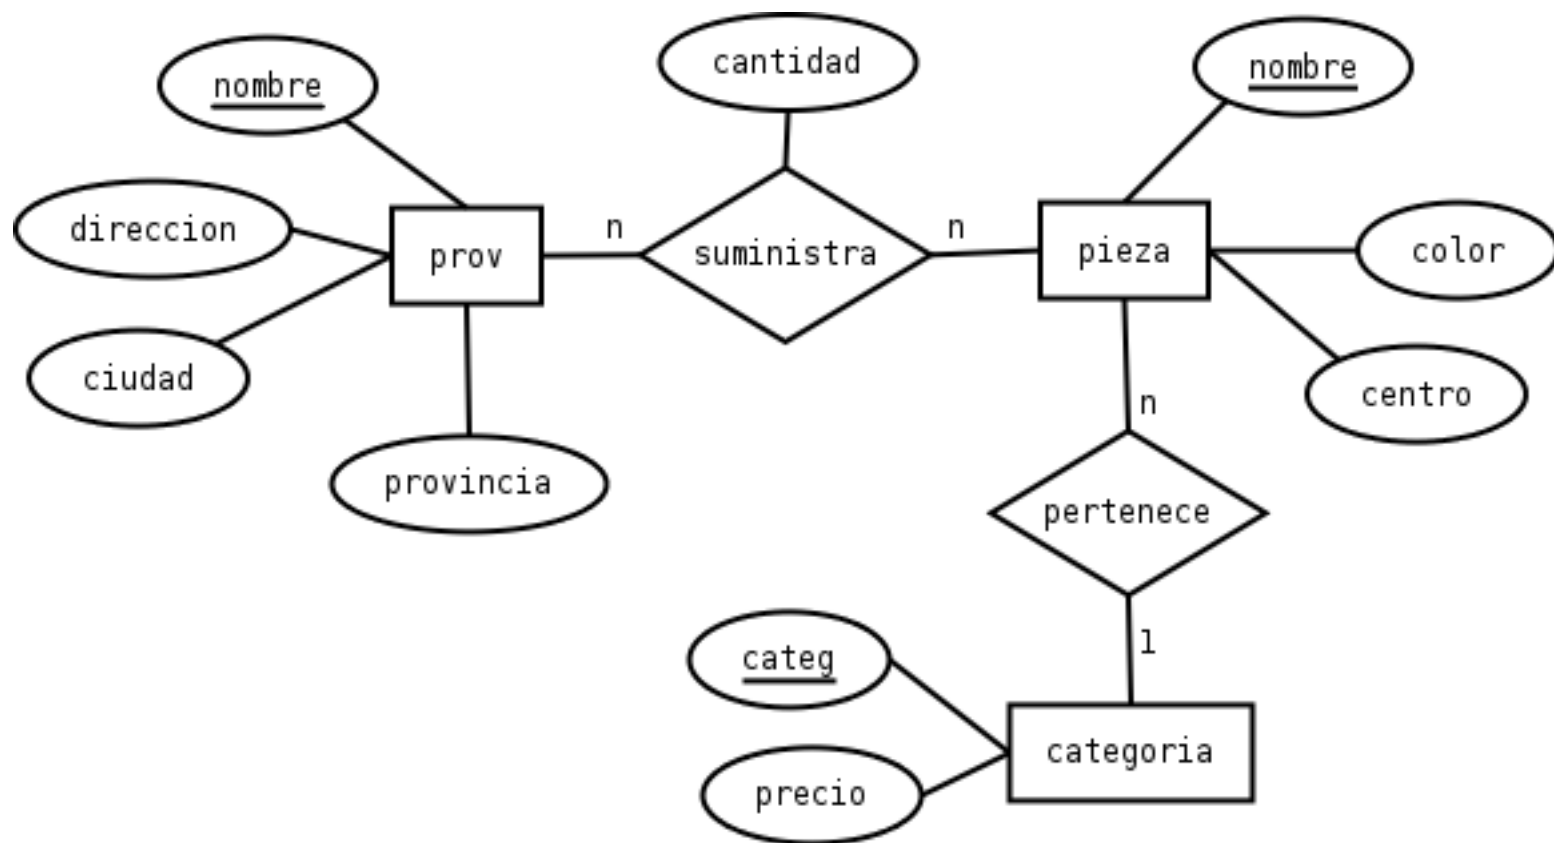 cantidad
nombre
nombre
direccion
prov
n
suministra
n
pieza
color
ciudad
centro
n
provincia
pertenece
1
categ
categoria
precio